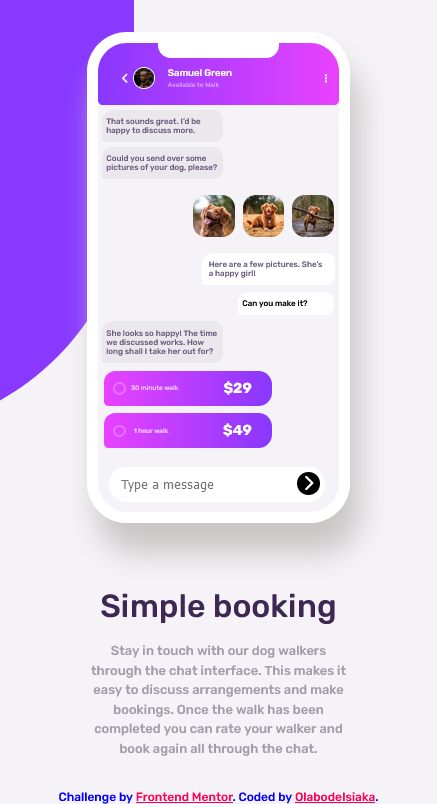 Samuel Green
Available to Walk
That sounds great. I'd be
happy to discuss more.
Could you send over some
pictures of your dog, please?
Here are a few pictures. She's
a happy girl!
Can you make it?
She looks so happy! The time
we discussed works. How
long shall I take her out for?
30 minute walk $29
1 hour walk $49
Type a message
Simple booking
Stay in touch with our dog walkers
through the chat interface. This makes it
easy to discuss arrangements and make
bookings. Once the walk has been
completed you can rate your walker and
book again all through the chat.
Challenge by Frontend Mentor. Coded by Olabodelsiaka.